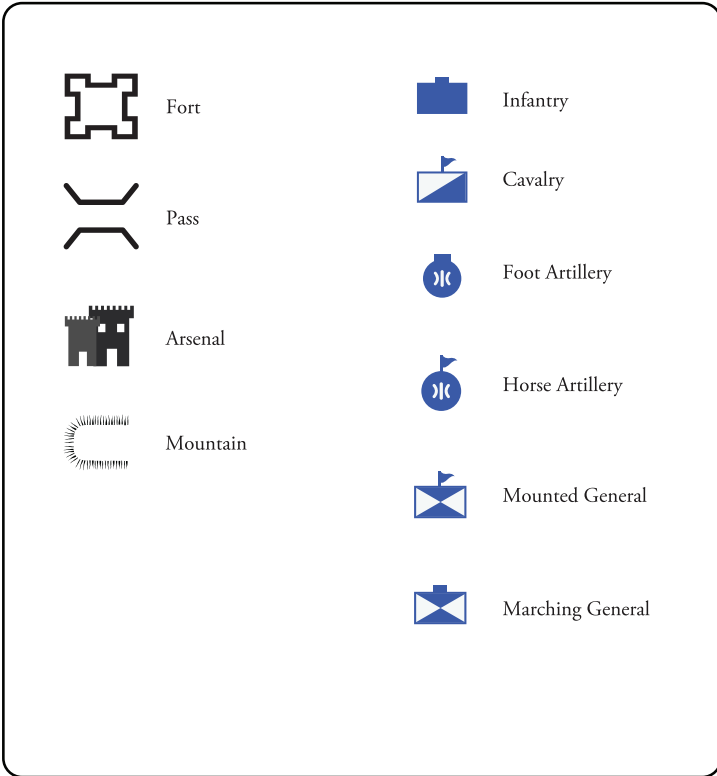 Fort
Pass
Arsenal
Mountain
Infantry
Cavalry
Foot Artillery
Horse Artillery
Mounted General
Marching General